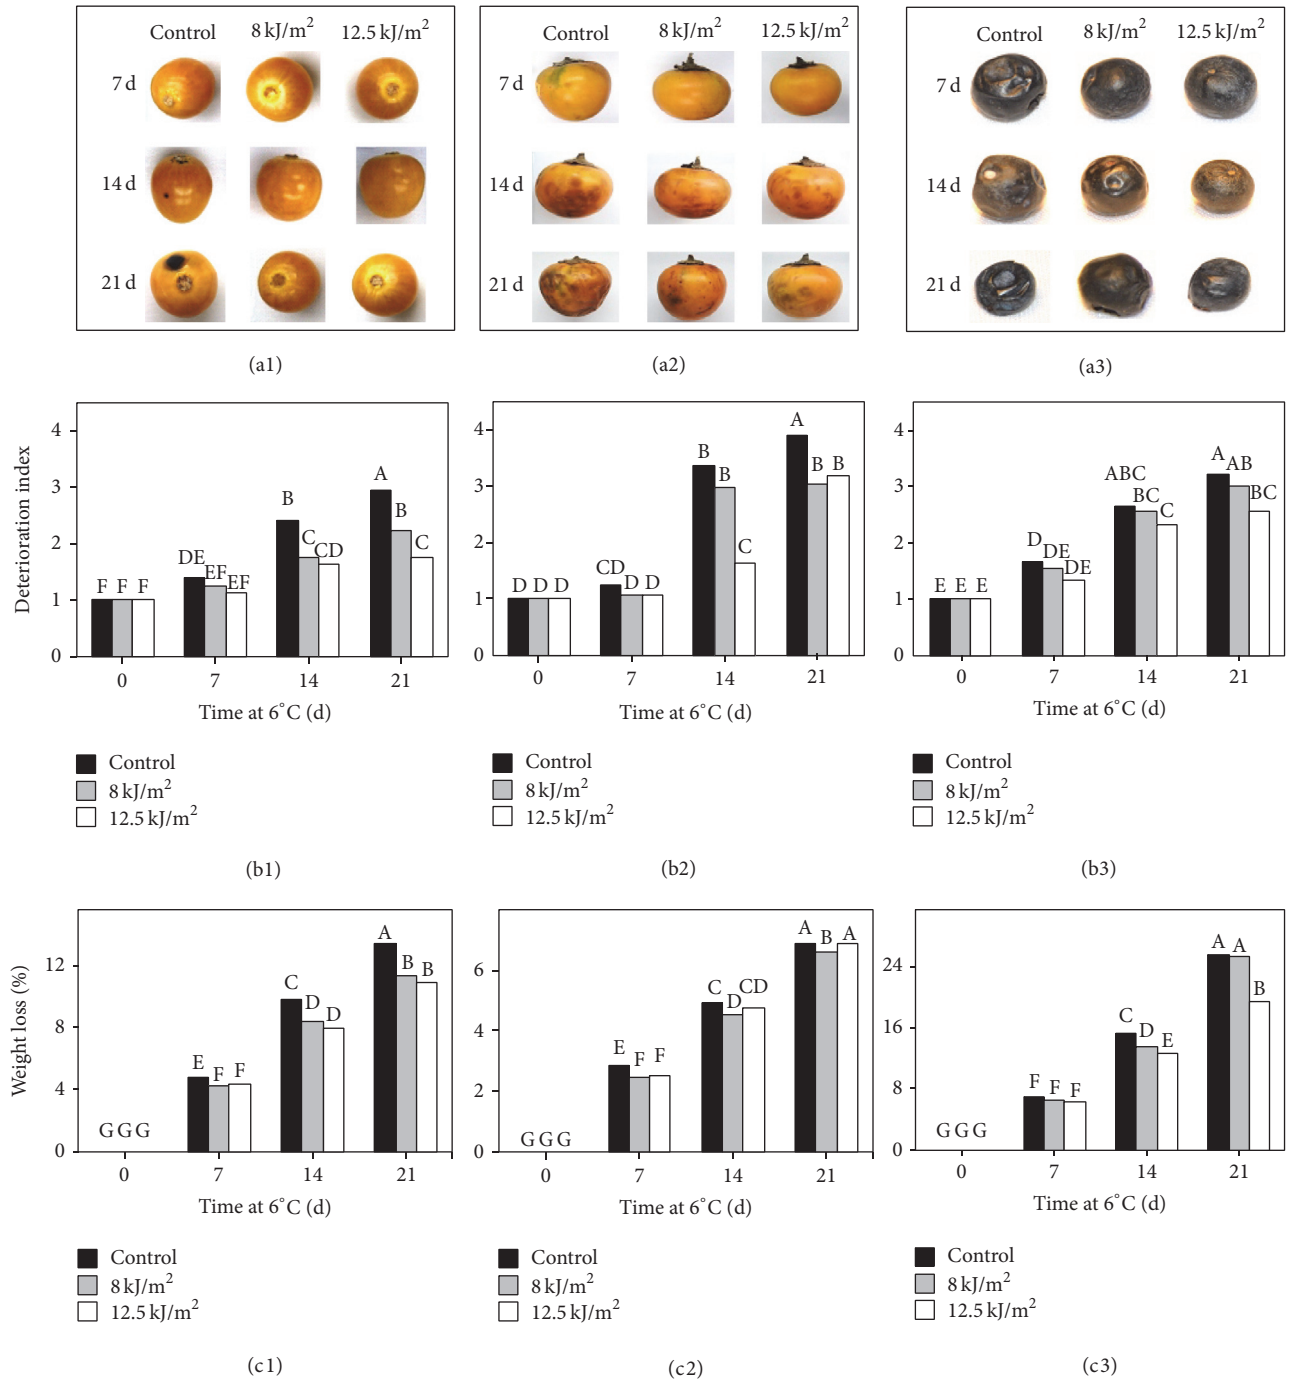 Control 8 kJ/m² 12.5 kJ/m²
7 d
14 d
21 d
(a1)
Control 8 kJ/m² 12.5 kJ/m²
7 d
14 d
21 d
(a2)
Control 8 kJ/m² 12.5 kJ/m²
7 d
14 d
21 d
(a3)
Deterioration index
4
3
2
1
0
F F F
DE EF EF
B C CD
A B C
0 7 14 21
Time at 6°C (d)
Control
8 kJ/m²
12.5 kJ/m²
(b1)
4
3
2
1
0
D D D
CD D D
B B C
A B B
0 7 14 21
Time at 6°C (d)
Control
8 kJ/m²
12.5 kJ/m²
(b2)
4
3
2
1
0
E E E
D DE DE
ABC BC C
A AB BC
0 7 14 21
Time at 6°C (d)
Control
8 kJ/m²
12.5 kJ/m²
(b3)
Weight loss (%)
12
8
4
0
G G G
E F F
C D D
A B B
0 7 14 21
Time at 6°C (d)
Control
8 kJ/m²
12.5 kJ/m²
(c1)
6
4
2
0
G G G
E F F
C D CD
A B A
0 7 14 21
Time at 6°C (d)
Control
8 kJ/m²
12.5 kJ/m²
(c2)
24
16
8
0
G G G
F F F
C D E
A A B
0 7 14 21
Time at 6°C (d)
Control
8 kJ/m²
12.5 kJ/m²
(c3)